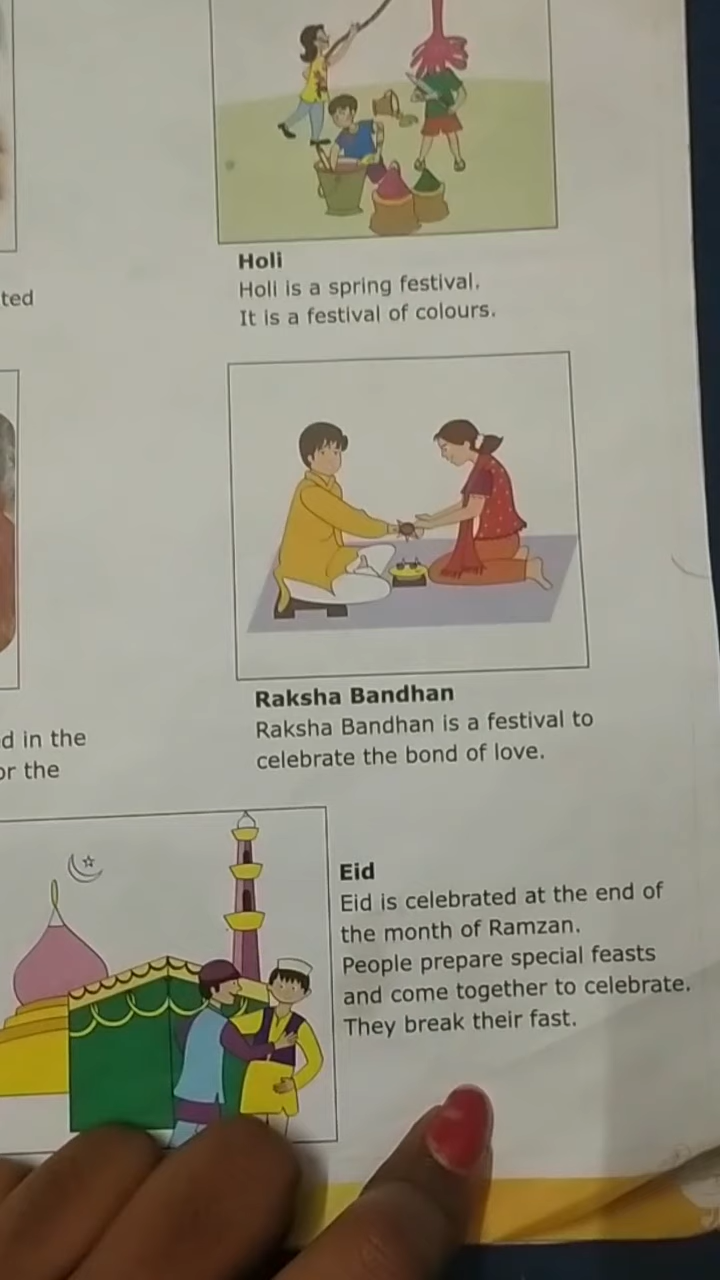 ted
Holi
Holi is a spring festival.
It is a festival of colours.
d in the
or the
Raksha Bandhan
Raksha Bandhan is a festival to
celebrate the bond of love.
Eid
Eid is celebrated at the end of
the month of Ramzan.
People prepare special feasts
and come together to celebrate.
They break their fast.